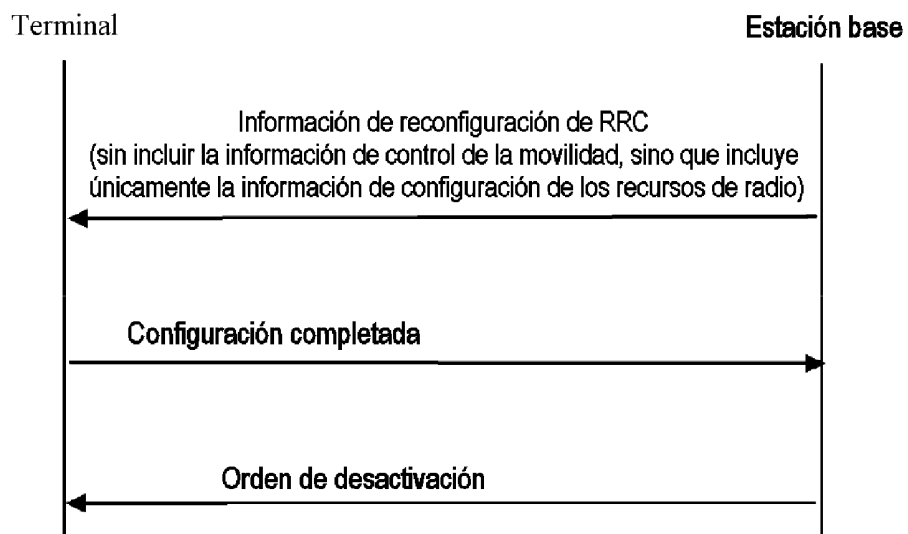 Terminal
Estación base
Información de reconfiguración de RRC
(sin incluir la información de control de la movilidad, sino que incluye
únicamente la información de configuración de los recursos de radio)
Configuración completada
Orden de desactivación